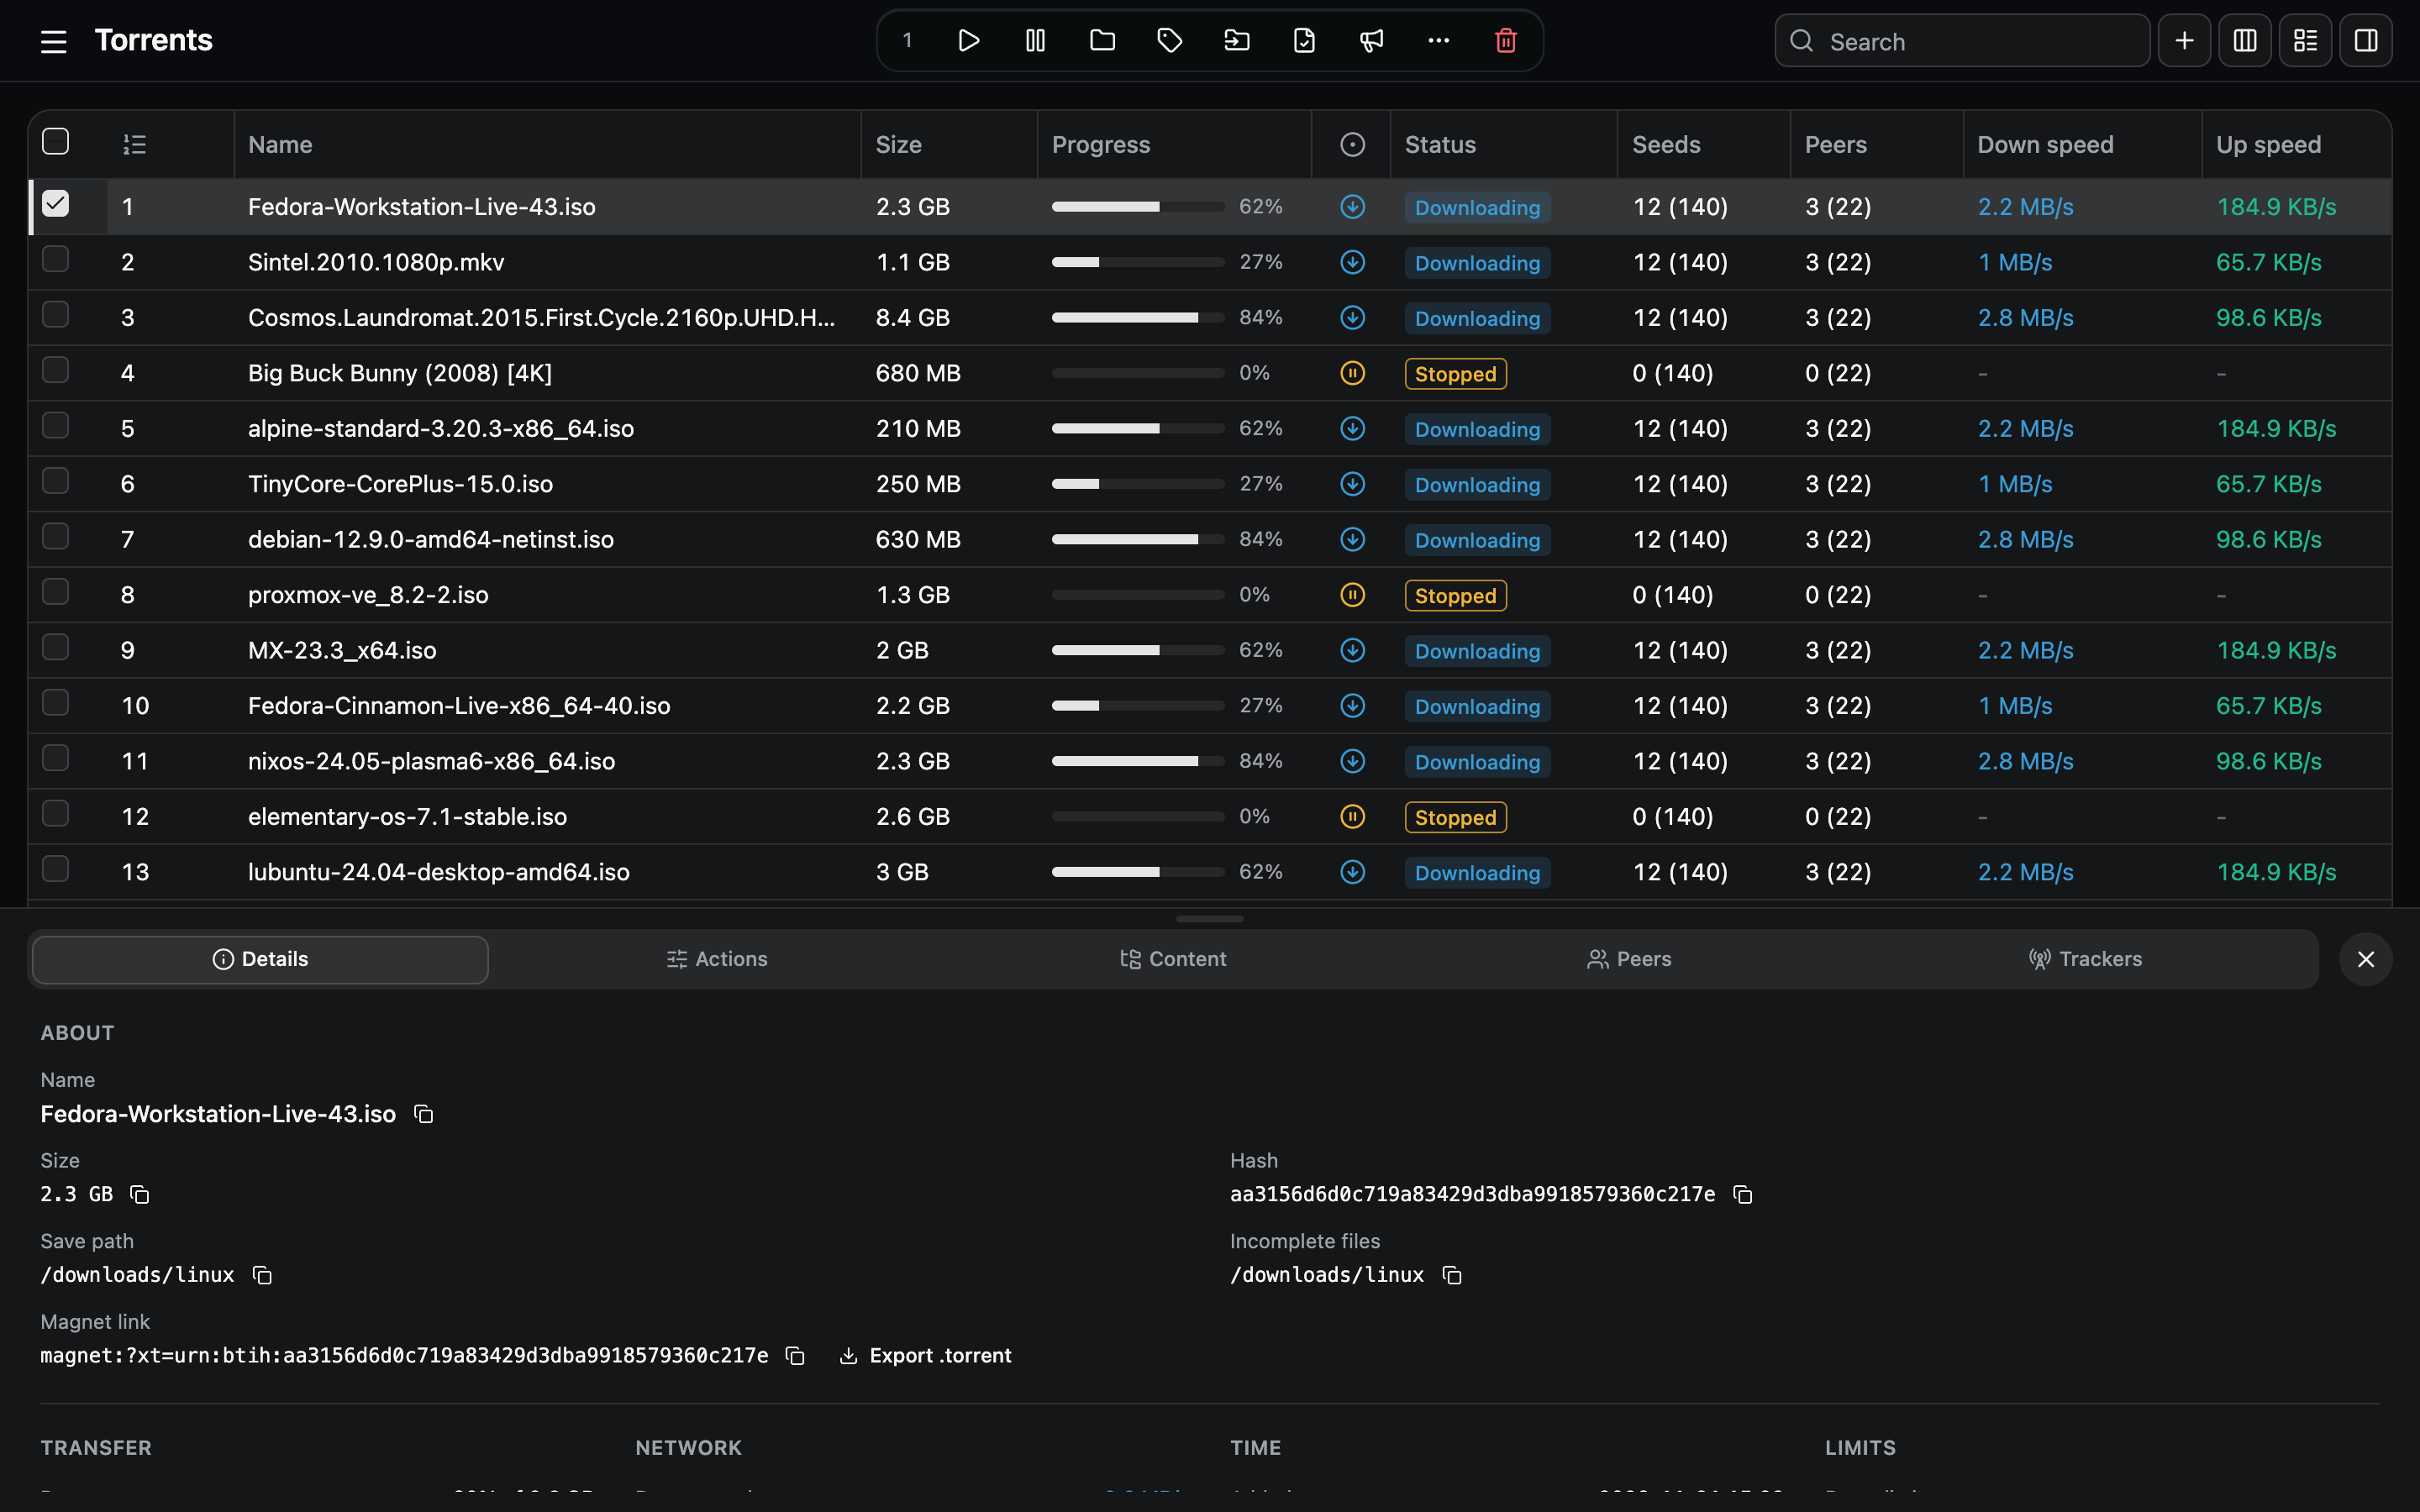 Torrents
1
Search
Name Size Progress Status Seeds Peers Down speed Up speed
1 Fedora-Workstation-Live-43.iso 2.3 GB 62% Downloading 12 (140) 3 (22) 2.2 MB/s 184.9 KB/s
2 Sintel.2010.1080p.mkv 1.1 GB 27% Downloading 12 (140) 3 (22) 1 MB/s 65.7 KB/s
3 Cosmos.Laundromat.2015.First.Cycle.2160p.UHD.H... 8.4 GB 84% Downloading 12 (140) 3 (22) 2.8 MB/s 98.6 KB/s
4 Big Buck Bunny (2008) [4K] 680 MB 0% Stopped 0 (140) 0 (22) - -
5 alpine-standard-3.20.3-x86_64.iso 210 MB 62% Downloading 12 (140) 3 (22) 2.2 MB/s 184.9 KB/s
6 TinyCore-CorePlus-15.0.iso 250 MB 27% Downloading 12 (140) 3 (22) 1 MB/s 65.7 KB/s
7 debian-12.9.0-amd64-netinst.iso 630 MB 84% Downloading 12 (140) 3 (22) 2.8 MB/s 98.6 KB/s
8 proxmox-ve_8.2-2.iso 1.3 GB 0% Stopped 0 (140) 0 (22) - -
9 MX-23.3_x64.iso 2 GB 62% Downloading 12 (140) 3 (22) 2.2 MB/s 184.9 KB/s
10 Fedora-Cinnamon-Live-x86_64-40.iso 2.2 GB 27% Downloading 12 (140) 3 (22) 1 MB/s 65.7 KB/s
11 nixos-24.05-plasma6-x86_64.iso 2.3 GB 84% Downloading 12 (140) 3 (22) 2.8 MB/s 98.6 KB/s
12 elementary-os-7.1-stable.iso 2.6 GB 0% Stopped 0 (140) 0 (22) - -
13 lubuntu-24.04-desktop-amd64.iso 3 GB 62% Downloading 12 (140) 3 (22) 2.2 MB/s 184.9 KB/s
Details Actions Content Peers Trackers
ABOUT
Name
Fedora-Workstation-Live-43.iso
Size Hash
2.3 GB aa3156d6d0c719a83429d3dba9918579360c217e
Save path Incomplete files
/downloads/linux /downloads/linux
Magnet link
magnet:?xt=urn:btih:aa3156d6d0c719a83429d3dba9918579360c217e Export .torrent
TRANSFER NETWORK TIME LIMITS